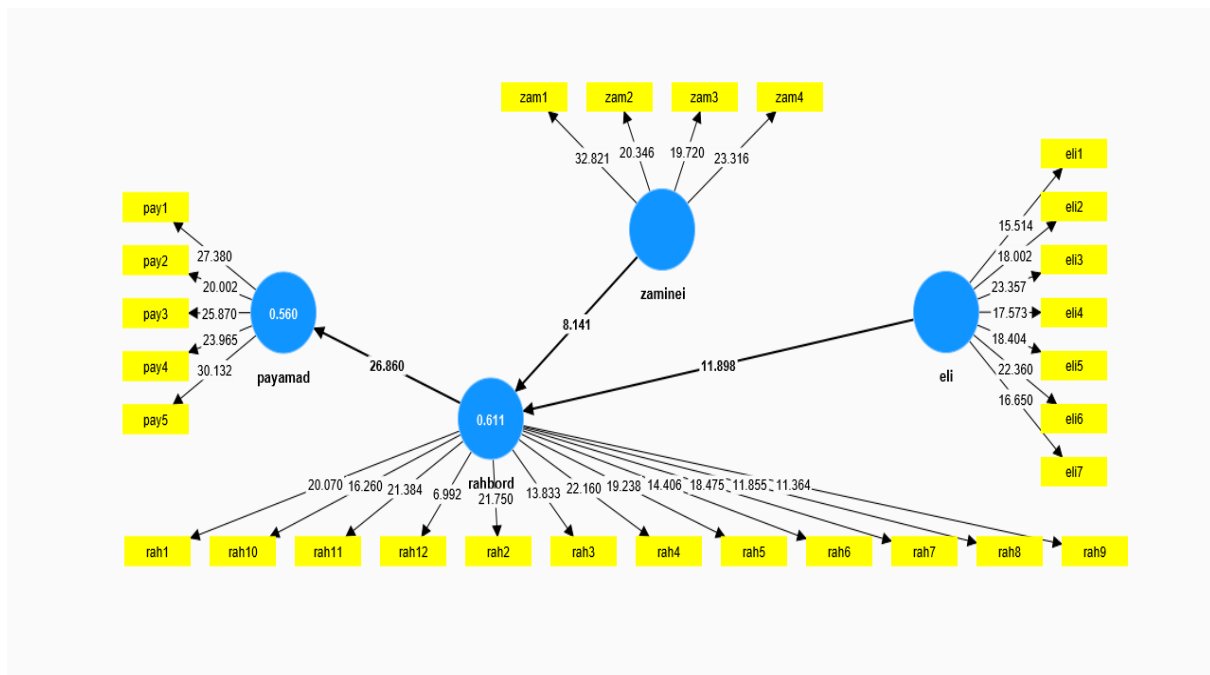 zam1 zam2 zam3 zam4
32.821 20.346 19.720 23.316
zaminei
eli1
eli2
eli3
eli4
eli5
eli6
eli7
15.514
18.002
23.357
17.573
18.404
22.360
16.650
eli
pay1
pay2
pay3
pay4
pay5
27.380
20.002
25.870
23.965
30.132
0.560
payamad
8.141
11.898
26.860
0.611
rahbord
20.070 16.260 21.384 6.992 21.750 13.833 22.160 19.238 14.406 18.475 11.855 11.364
rah1 rah10 rah11 rah12 rah2 rah3 rah4 rah5 rah6 rah7 rah8 rah9